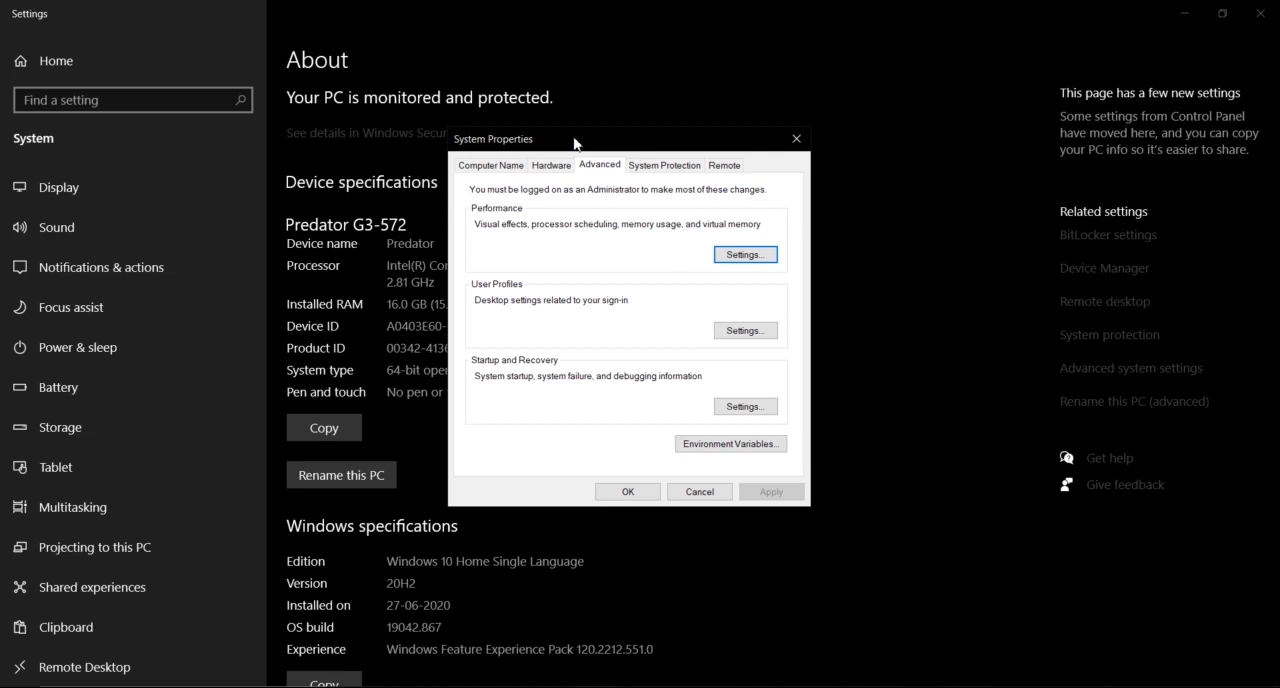 Settings
Home
Find a setting
System
Display
Sound
Notifications & actions
Focus assist
Power & sleep
Battery
Storage
Tablet
Multitasking
Projecting to this PC
Shared experiences
Clipboard
Remote Desktop
About
Your PC is monitored and protected.
See details in Windows
Device specifications
Predator G3-572
Device name Predator
Processor Intel(R)
2.81 GHz
Installed RAM 16.0 GB
Device ID A0403E60-
Product ID 00342-
System type 64-bit
Pen and touch No pen or
Copy
Rename this PC
Windows specifications
Edition Windows 10 Home Single Language
Version 20H2
Installed on 27-06-2020
OS build 19042.867
Experience Windows Feature Experience Pack 120.2212.551.0
Copy
System Properties
Computer Name Hardware Advanced System Protection Remote
You must be logged on as an Administrator to make most of these changes.
Performance
Visual effects, processor scheduling, memory usage, and virtual memory
Settings...
User Profiles
Desktop settings related to your sign-in
Settings...
Startup and Recovery
System startup, system failure, and debugging information
Settings...
Environment Variables...
OK Cancel Apply
This page has a few new settings
Some settings from Control Panel
have moved here, and you can copy
your PC info so it's easier to share.
Related settings
BitLocker settings
Device Manager
Remote desktop
System protection
Advanced system settings
Rename this PC (advanced)
Get help
Give feedback